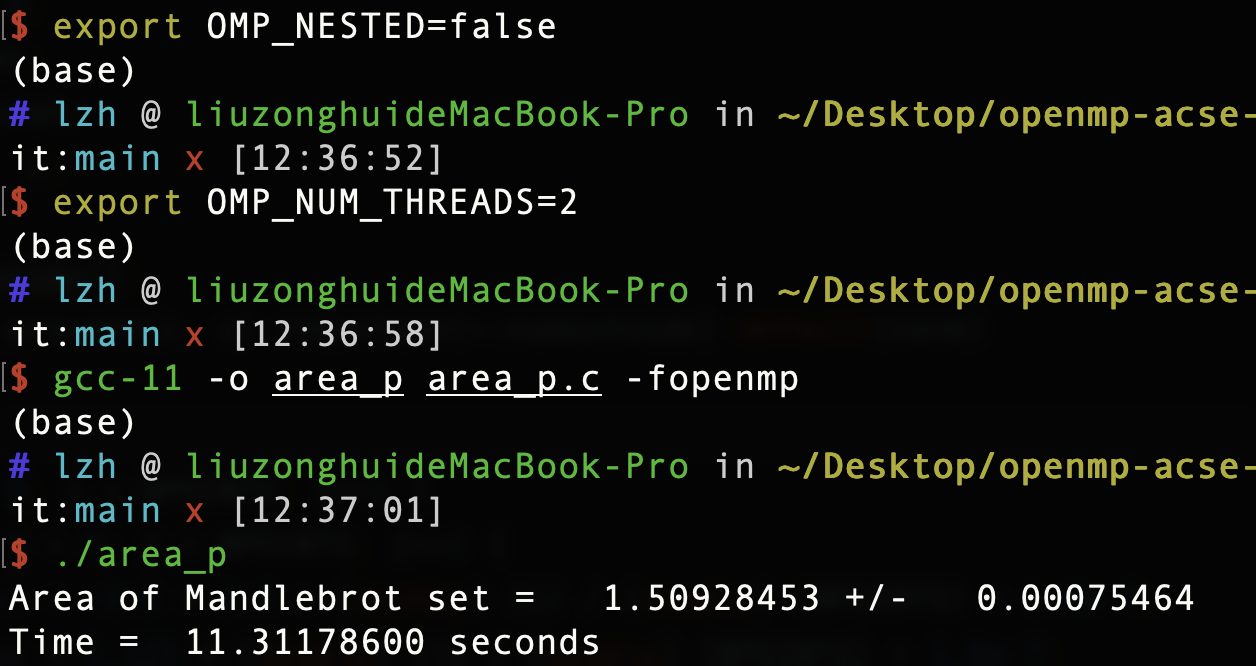 [$ export OMP_NESTED=false
(base)
# lzh @ liuzonghuideMacBook-Pro in ~/Desktop/openmp-acse-
it:main x [12:36:52]
[$ export OMP_NUM_THREADS=2
(base)
# lzh @ liuzonghuideMacBook-Pro in ~/Desktop/openmp-acse-
it:main x [12:36:58]
[$ gcc-11 -o area_p area_p.c -fopenmp
(base)
# lzh @ liuzonghuideMacBook-Pro in ~/Desktop/openmp-acse-
it:main x [12:37:01]
[$ ./area_p
Area of Mandlebrot set =   1.50928453 +/-   0.00075464
Time =  11.31178600 seconds